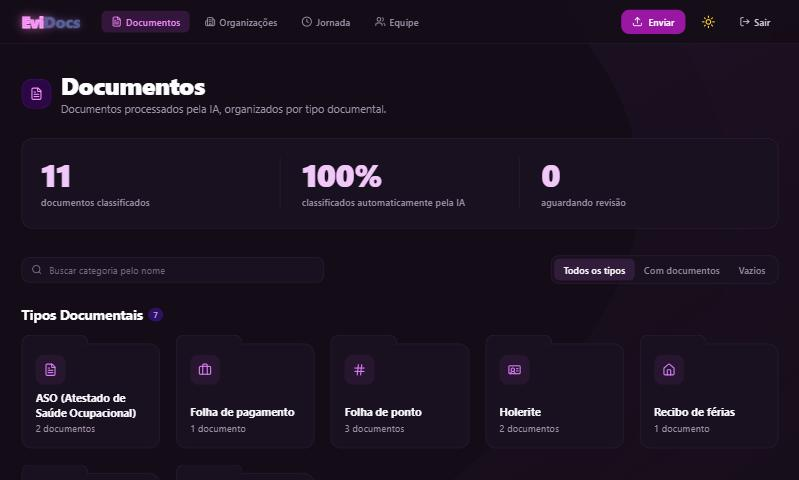 EviDocs
Documentos
Organizações
Jornada
Equipe
Enviar
Sair
Documentos
Documentos processados pela IA, organizados por tipo documental.
11
documentos classificados
100%
classificados automaticamente pela IA
0
aguardando revisão
Buscar categoria pelo nome
Todos os tipos
Com documentos
Vazios
Tipos Documentais 7
ASO (Atestado de
Saúde Ocupacional)
2 documentos
Folha de pagamento
1 documento
Folha de ponto
3 documentos
Holerite
2 documentos
Recibo de férias
1 documento